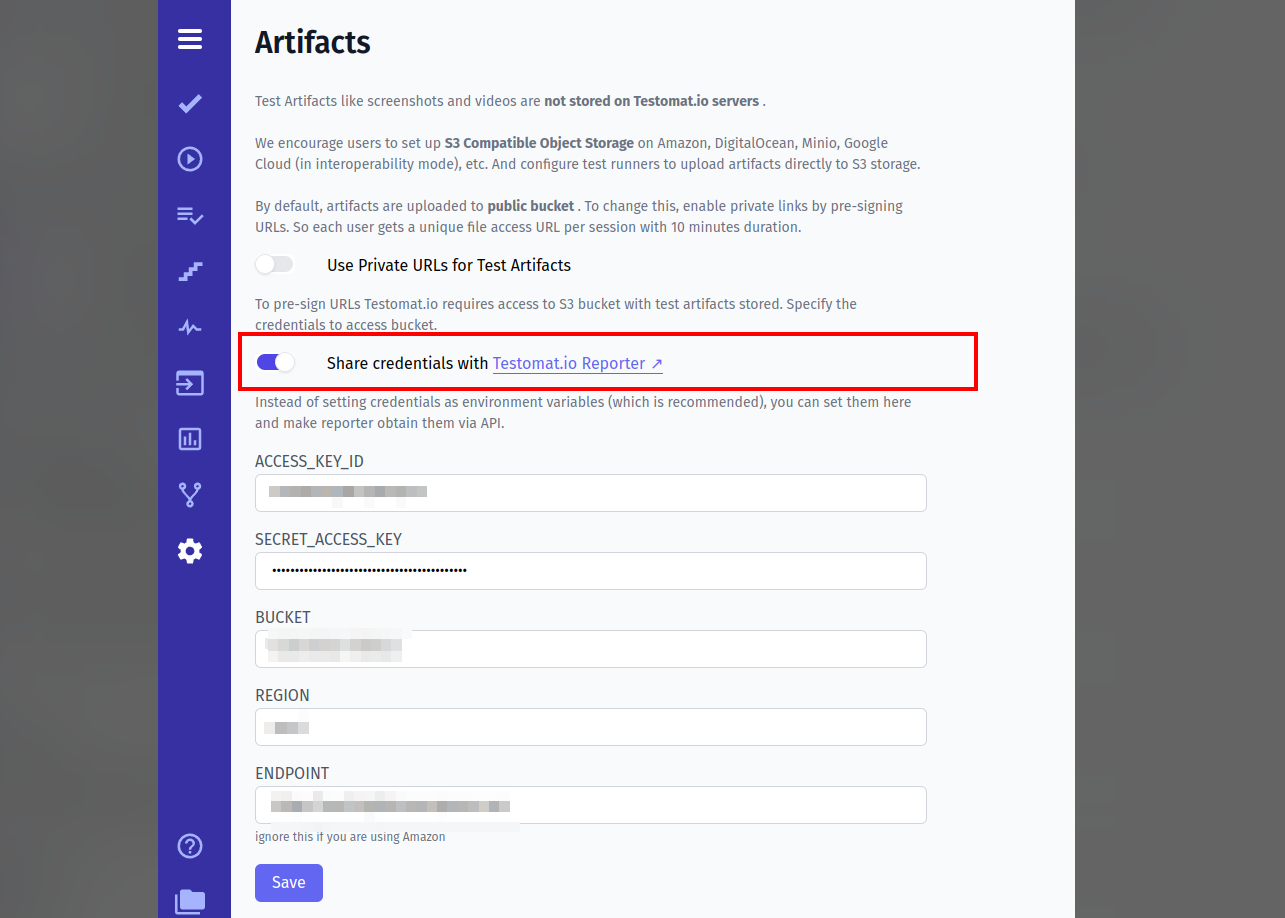 Artifacts
Test Artifacts like screenshots and videos are not stored on Testomat.io servers .
We encourage users to set up S3 Compatible Object Storage on Amazon, DigitalOcean, Minio, Google
Cloud (in interoperability mode), etc. And configure test runners to upload artifacts directly to S3 storage.
By default, artifacts are uploaded to public bucket . To change this, enable private links by pre-signing
URLs. So each user gets a unique file access URL per session with 10 minutes duration.
Use Private URLs for Test Artifacts
To pre-sign URLs Testomat.io requires access to S3 bucket with test artifacts stored. Specify the
credentials to access bucket.
Share credentials with Testomat.io Reporter ↗
Instead of setting credentials as environment variables (which is recommended), you can set them here
and make reporter obtain them via API.
ACCESS_KEY_ID
SECRET_ACCESS_KEY
••••••••••••••••••••••••••••••••••••••••
BUCKET
REGION
ENDPOINT
ignore this if you are using Amazon
Save